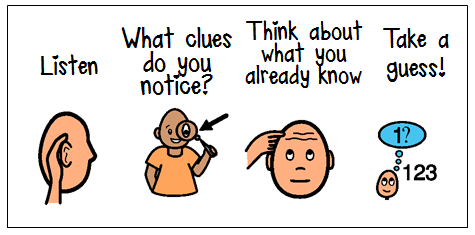 Listen
What clues
do you
notice?
Think about
what you
already know
Take a
guess!
1?
123